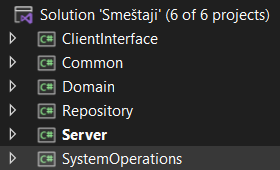 Solution 'Smeštaji' (6 of 6 projects)
C# ClientInterface
C# Common
C# Domain
C# Repository
C# Server
C# SystemOperations